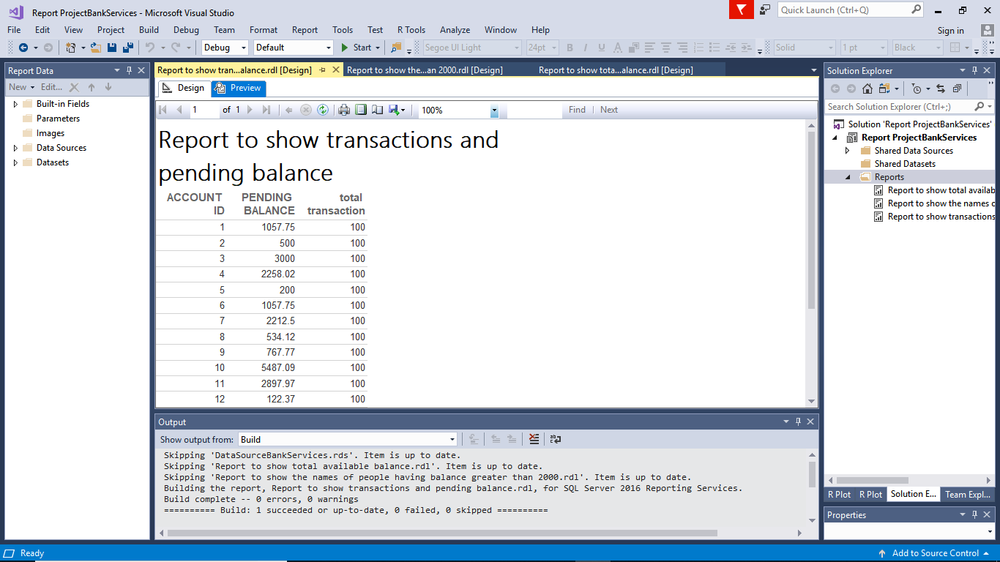 Report ProjectBankServices - Microsoft Visual Studio
Quick Launch (Ctrl+Q)
File Edit View Project Build Debug Team Format Report Tools Test R Tools Analyze Window Help
Sign in
Debug Default Start Segoe UI Light 24pt B I U A Solid 1 pt Black
Report Data
New Edit...
Built-in Fields
Parameters
Images
Data Sources
Datasets
Report to show tran...alance.rdl [Design] Report to show the...an 2000.rdl [Design] Report to show tota...alance.rdl [Design]
Design Preview
1 of 1 100% Find | Next
Report to show transactions and
pending balance
ACCOUNT PENDING total
ID BALANCE transaction
1 1057.75 100
2 500 100
3 3000 100
4 2258.02 100
5 200 100
6 1057.75 100
7 2212.5 100
8 534.12 100
9 767.77 100
10 5487.09 100
11 2897.97 100
12 122.37 100
Output
Show output from: Build
Skipping 'DataSourceBankServices.rds'. Item is up to date.
Skipping 'Report to show total available balance.rdl'. Item is up to date.
Skipping 'Report to show the names of people having balance greater than 2000.rdl'. Item is up to date.
Building the report, Report to show transactions and pending balance.rdl, for SQL Server 2016 Reporting Services.
Build complete -- 0 errors, 0 warnings
========== Build: 1 succeeded or up-to-date, 0 failed, 0 skipped ==========
Solution Explorer
Search Solution Explorer (Ctrl+;)
Solution 'Report ProjectBankServices'
Report ProjectBankServices
Shared Data Sources
Shared Datasets
Reports
Report to show total availab
Report to show the names o
Report to show transactions
R Plot R Plot Solution E... Team Expl...
Properties
Ready
Add to Source Control